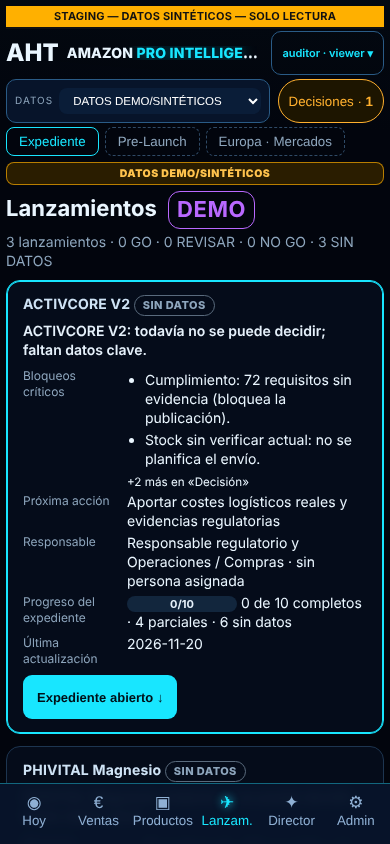 STAGING — DATOS SINTÉTICOS — SOLO LECTURA
AHT AMAZON PRO INTELLIGE... auditor · viewer ▾
DATOS DATOS DEMO/SINTÉTICOS Decisiones · 1
Expediente Pre-Launch Europa · Mercados
DATOS DEMO/SINTÉTICOS
Lanzamientos DEMO
3 lanzamientos · 0 GO · 0 REVISAR · 0 NO GO · 3 SIN
DATOS
ACTIVCORE V2 SIN DATOS
ACTIVCORE V2: todavía no se puede decidir;
faltan datos clave.
Bloqueos
críticos
• Cumplimiento: 72 requisitos sin
evidencia (bloquea la
publicación).
• Stock sin verificar actual: no se
planifica el envío.
+2 más en «Decisión»
Próxima acción
Aportar costes logísticos reales y
evidencias regulatorias
Responsable
Responsable regulatorio y
Operaciones / Compras · sin
persona asignada
Progreso del
expediente
0/10 0 de 10 completos
· 4 parciales · 6 sin datos
Última
actualización
2026-11-20
Expediente abierto ↓
PHIVITAL Magnesio SIN DATOS
Hoy Ventas Productos Lanzam. Director Admin